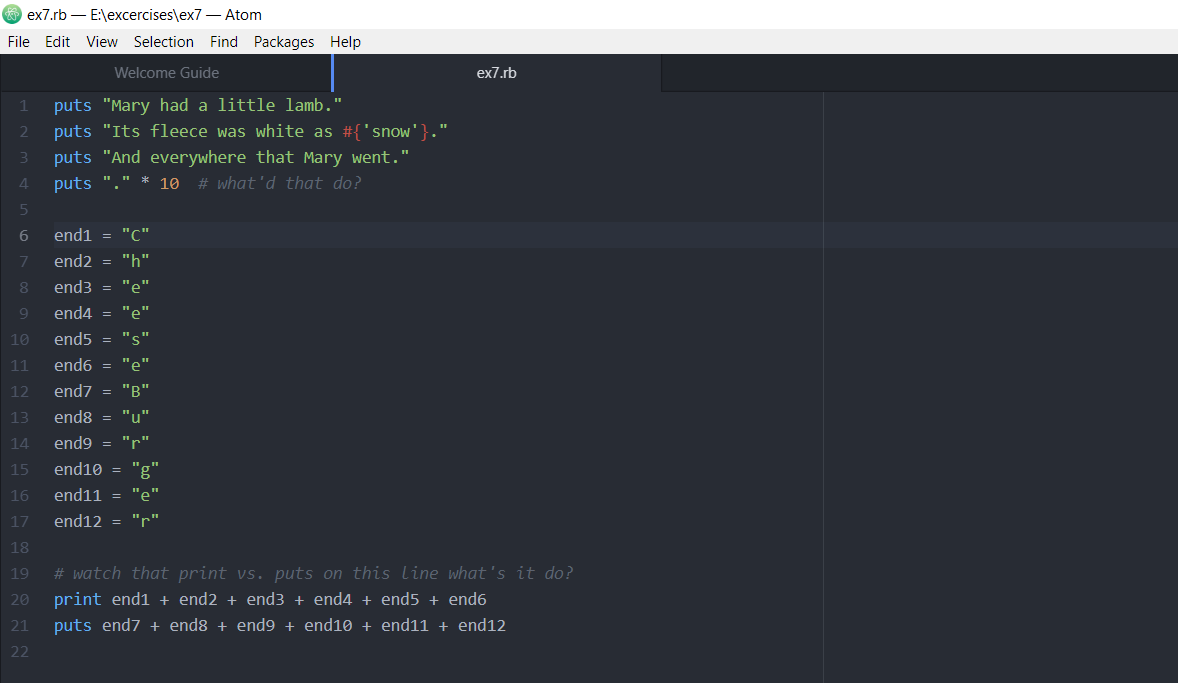 ex7.rb — E:\excercises\ex7 — Atom
File Edit View Selection Find Packages Help
Welcome Guide ex7.rb
1 puts "Mary had a little lamb."
2 puts "Its fleece was white as #{'snow'}."
3 puts "And everywhere that Mary went."
4 puts "." * 10  # what'd that do?
5
6 end1 = "C"
7 end2 = "h"
8 end3 = "e"
9 end4 = "e"
10 end5 = "s"
11 end6 = "e"
12 end7 = "B"
13 end8 = "u"
14 end9 = "r"
15 end10 = "g"
16 end11 = "e"
17 end12 = "r"
18
19 # watch that print vs. puts on this line what's it do?
20 print end1 + end2 + end3 + end4 + end5 + end6
21 puts end7 + end8 + end9 + end10 + end11 + end12
22